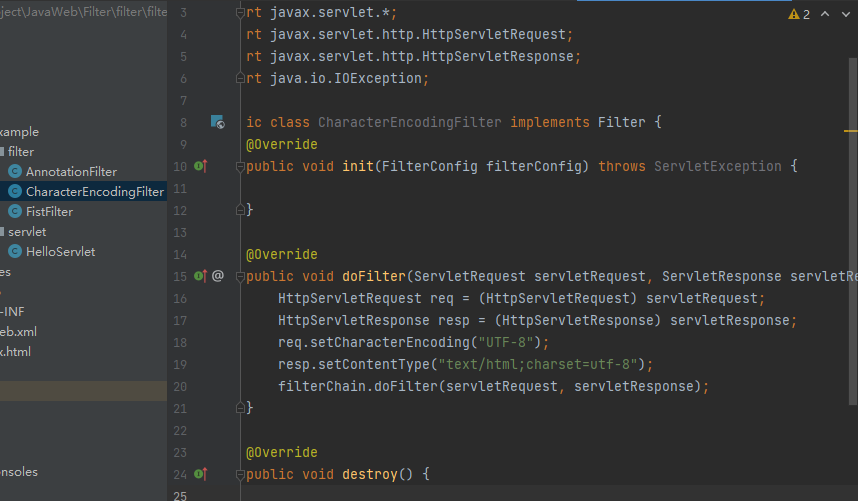 ject\JavaWeb\Filter\filter\filte
ample
filter
AnnotationFilter
CharacterEncodingFilter
FistFilter
servlet
HelloServlet
es
-INF
eb.xml
x.html
nsoles
2
3 rt javax.servlet.*;
4 rt javax.servlet.http.HttpServletRequest;
5 rt javax.servlet.http.HttpServletResponse;
6 rt java.io.IOException;
7
8 ic class CharacterEncodingFilter implements Filter {
9 @Override
10 public void init(FilterConfig filterConfig) throws ServletException {
11
12 }
13
14 @Override
15 @ public void doFilter(ServletRequest servletRequest, ServletResponse servletRe
16 HttpServletRequest req = (HttpServletRequest) servletRequest;
17 HttpServletResponse resp = (HttpServletResponse) servletResponse;
18 req.setCharacterEncoding("UTF-8");
19 resp.setContentType("text/html;charset=utf-8");
20 filterChain.doFilter(servletRequest, servletResponse);
21 }
22
23 @Override
24 public void destroy() {
25